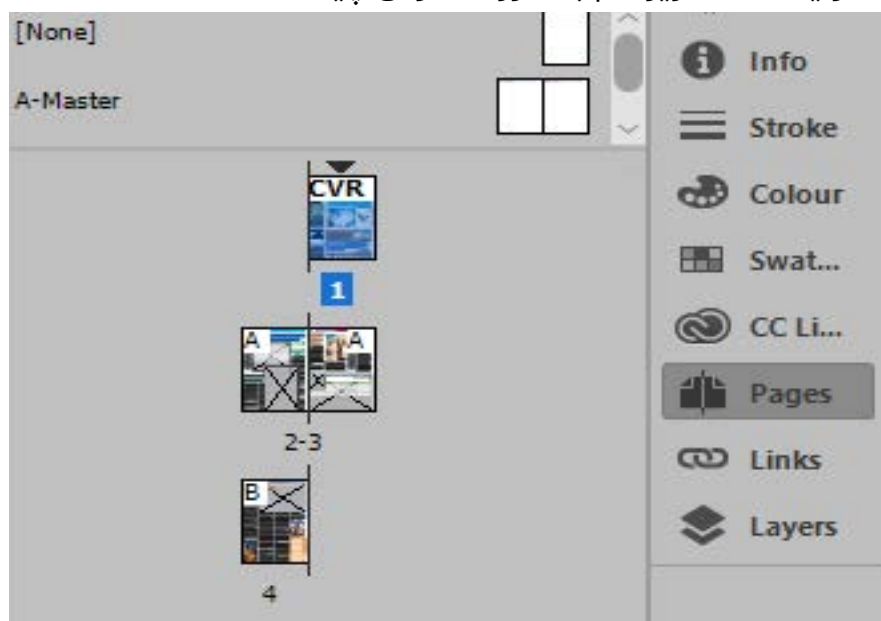 [None]
A-Master
CVR
1
A A
2-3
B
4
Info
Stroke
Colour
Swat...
CC Li...
Pages
Links
Layers